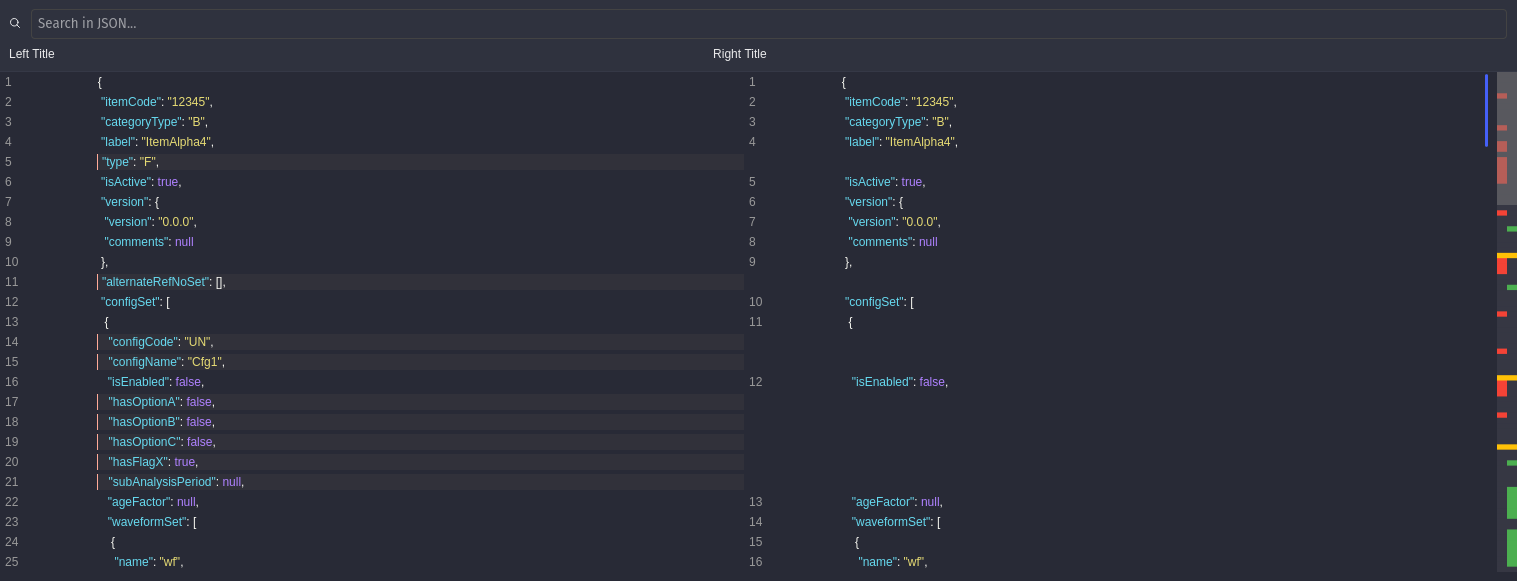 Search in JSON...
Left Title
Right Title
1 {
2 "itemCode": "12345",
3 "categoryType": "B",
4 "label": "ItemAlpha4",
5 "type": "F",
6 "isActive": true,
7 "version": {
8 "version": "0.0.0",
9 "comments": null
10 },
11 "alternateRefNoSet": [],
12 "configSet": [
13 {
14 "configCode": "UN",
15 "configName": "Cfg1",
16 "isEnabled": false,
17 "hasOptionA": false,
18 "hasOptionB": false,
19 "hasOptionC": false,
20 "hasFlagX": true,
21 "subAnalysisPeriod": null,
22 "ageFactor": null,
23 "waveformSet": [
24 {
25 "name": "wf",
1 {
2 "itemCode": "12345",
3 "categoryType": "B",
4 "label": "ItemAlpha4",
5 "isActive": true,
6 "version": {
7 "version": "0.0.0",
8 "comments": null
9 },
10 "configSet": [
11 {
12 "isEnabled": false,
13 "ageFactor": null,
14 "waveformSet": [
15 {
16 "name": "wf",